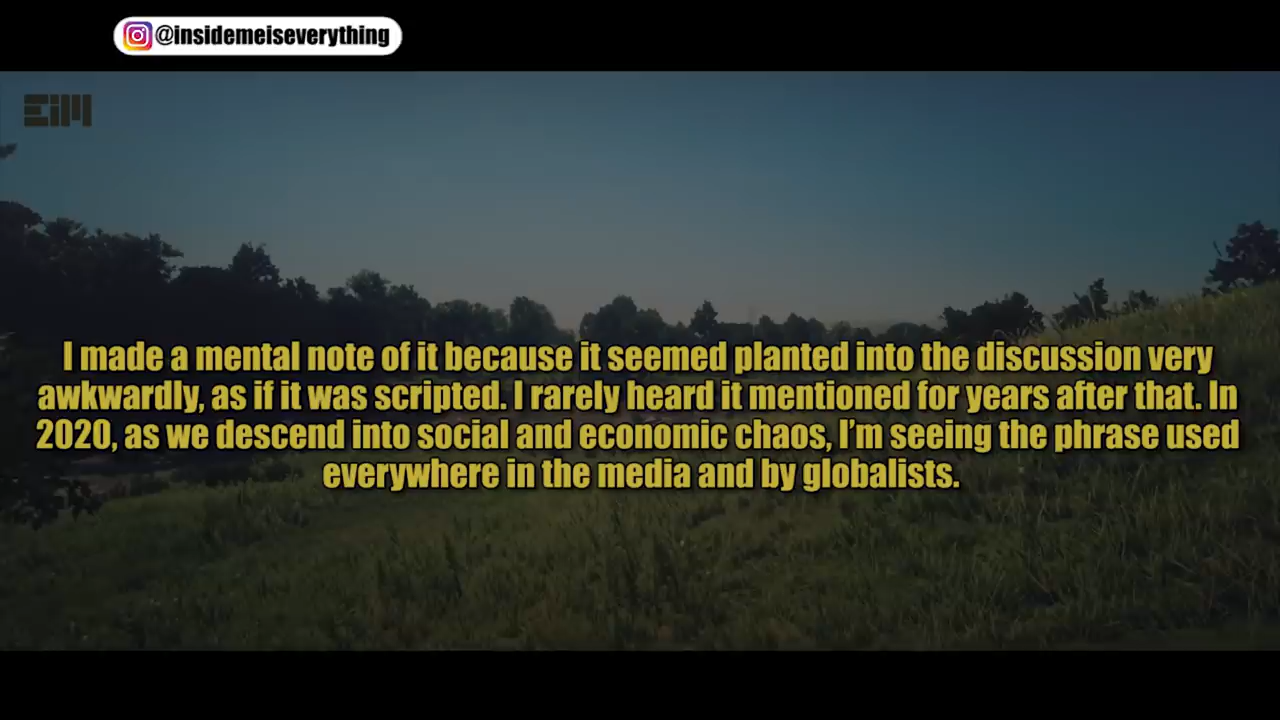 @insidemeiseverything
EiM
I made a mental note of it because it seemed planted into the discussion very
awkwardly, as if it was scripted. I rarely heard it mentioned for years after that. In
2020, as we descend into social and economic chaos, I'm seeing the phrase used
everywhere in the media and by globalists.